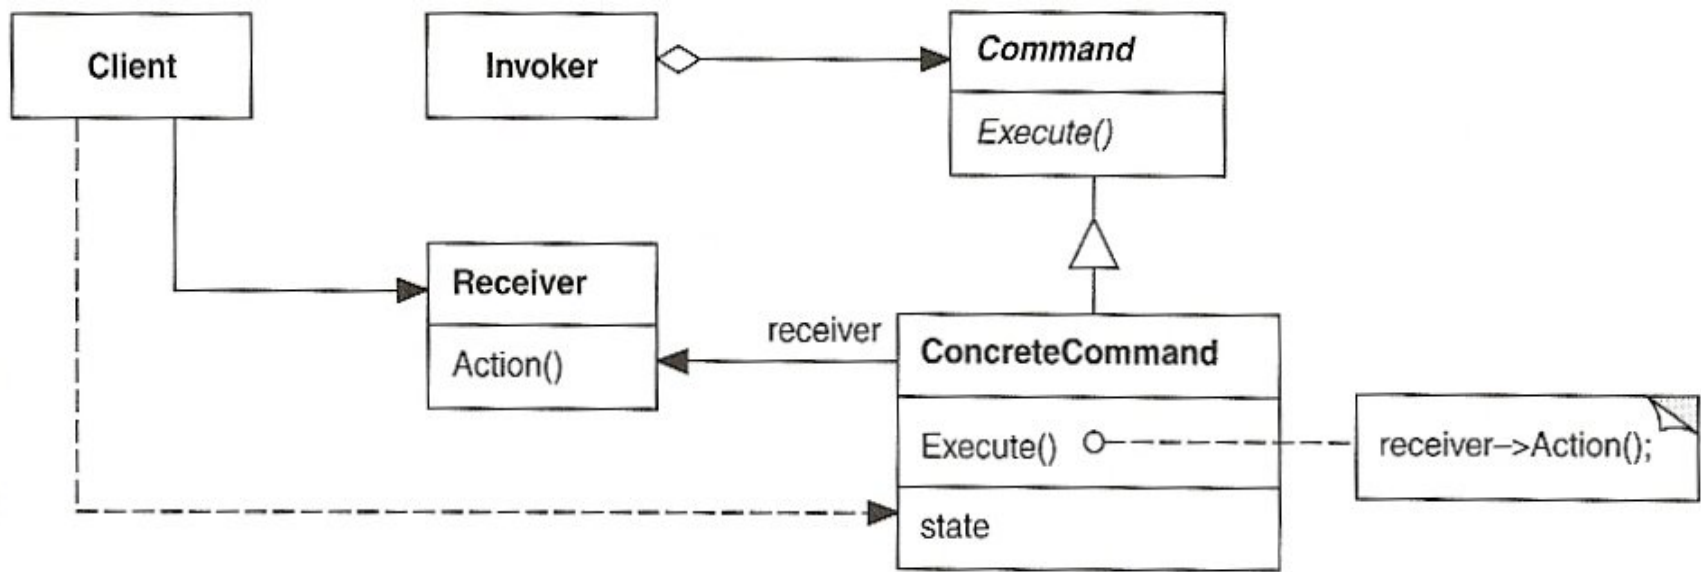 Client
Invoker
Command
Execute()
Receiver
Action()
receiver
ConcreteCommand
Execute()
receiver–>Action();
state